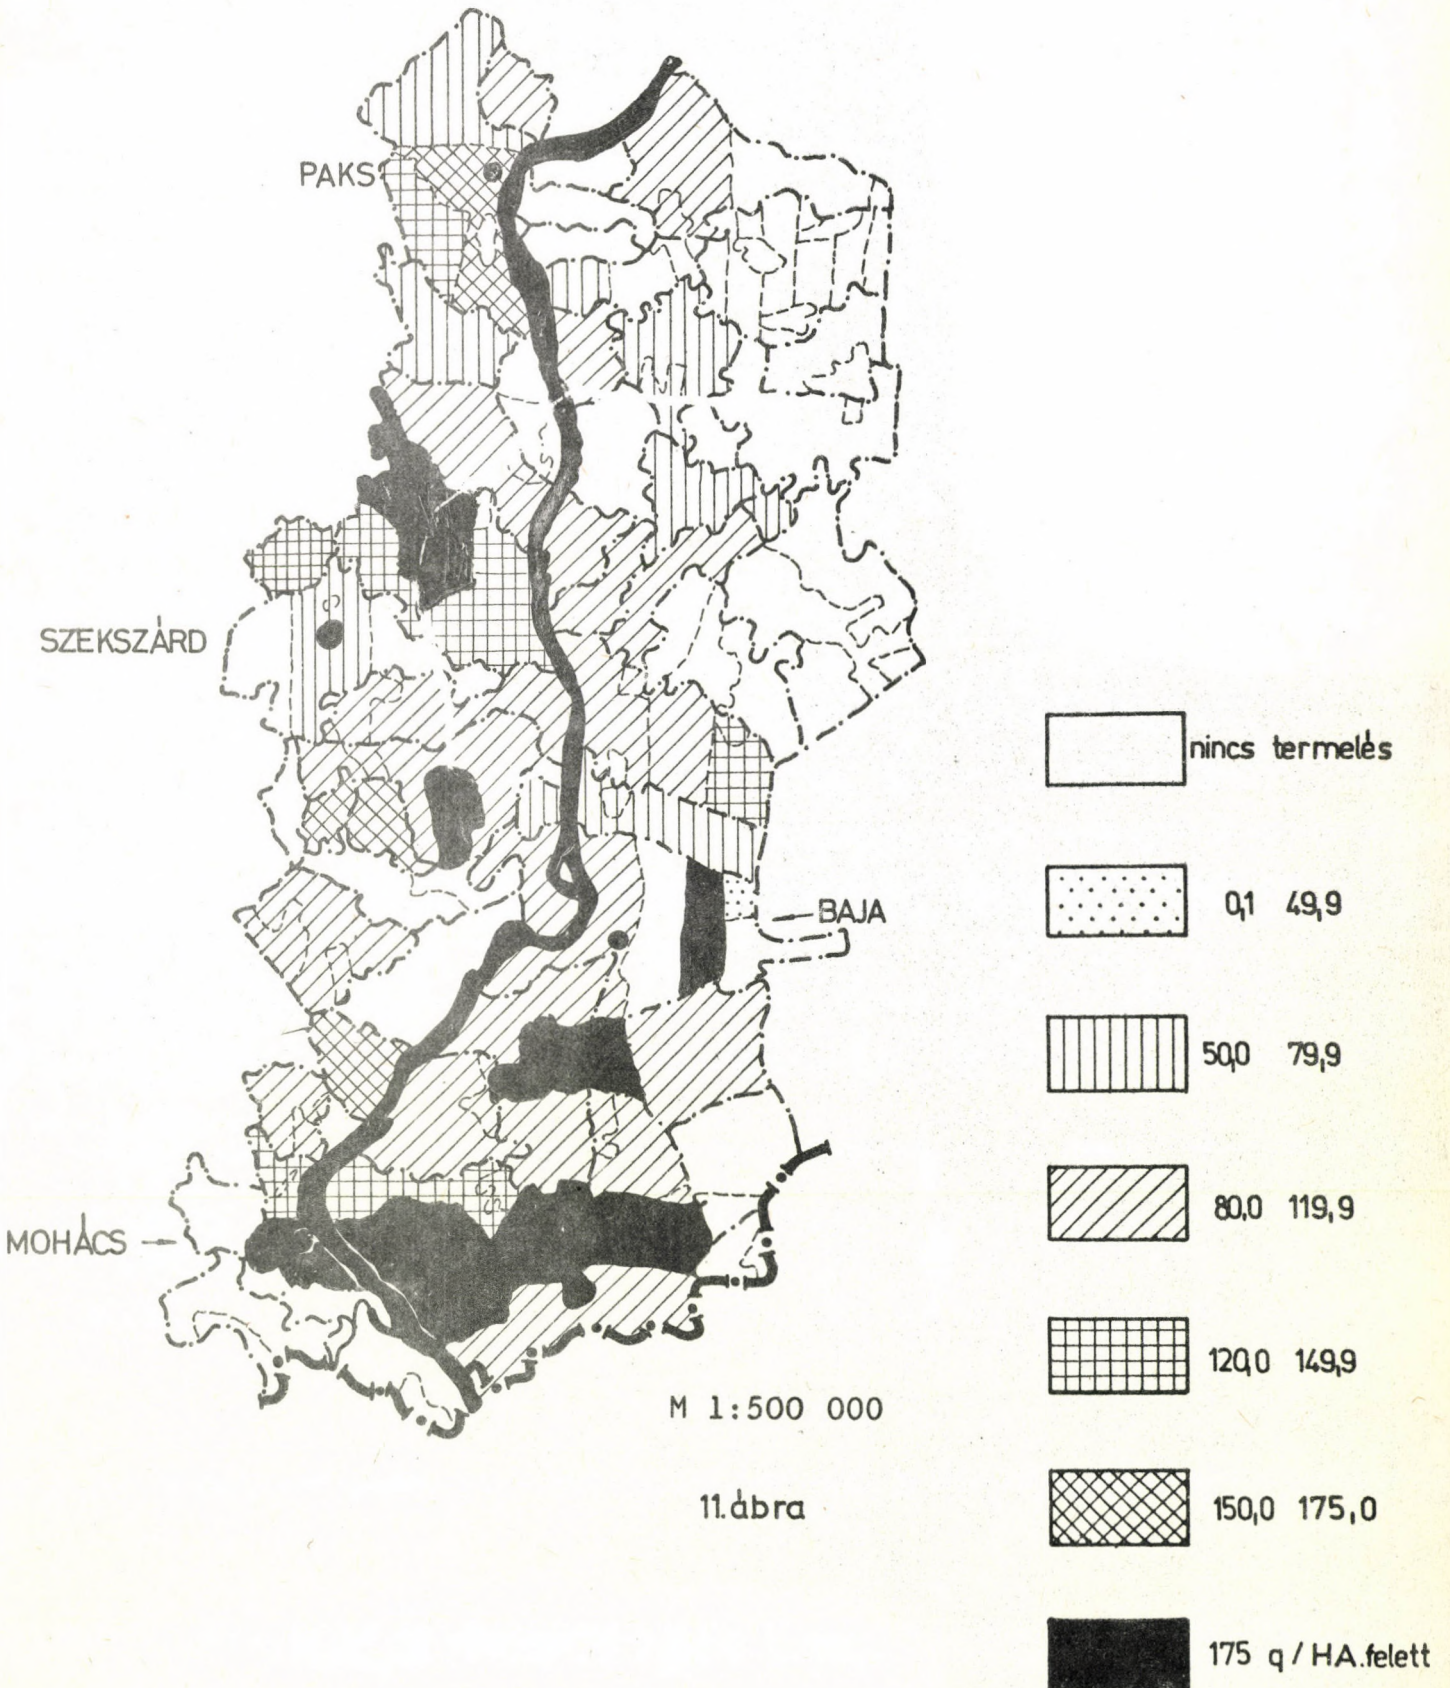 PAKS
SZEKSZÁRD
nincs termelés
0,1 49,9
BAJA
50,0 79,9
80,0 119,9
MOHÁCS
120,0 149,9
M 1:500 000
11.ábra
150,0 175,0
175 q / HA.felett